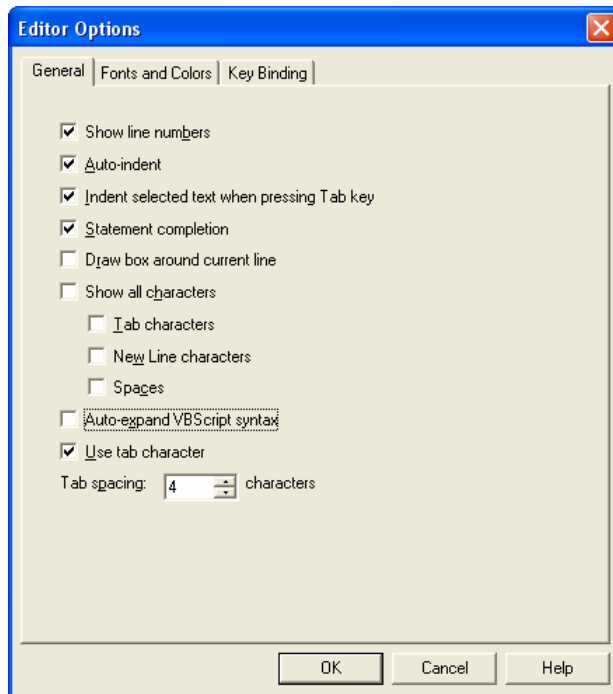 Editor Options
General Fonts and Colors Key Binding
Show line numbers
Auto-indent
Indent selected text when pressing Tab key
Statement completion
Draw box around current line
Show all characters
Tab characters
New Line characters
Spaces
Auto-expand VBScript syntax
Use tab character
Tab spacing: 4 characters
OK Cancel Help